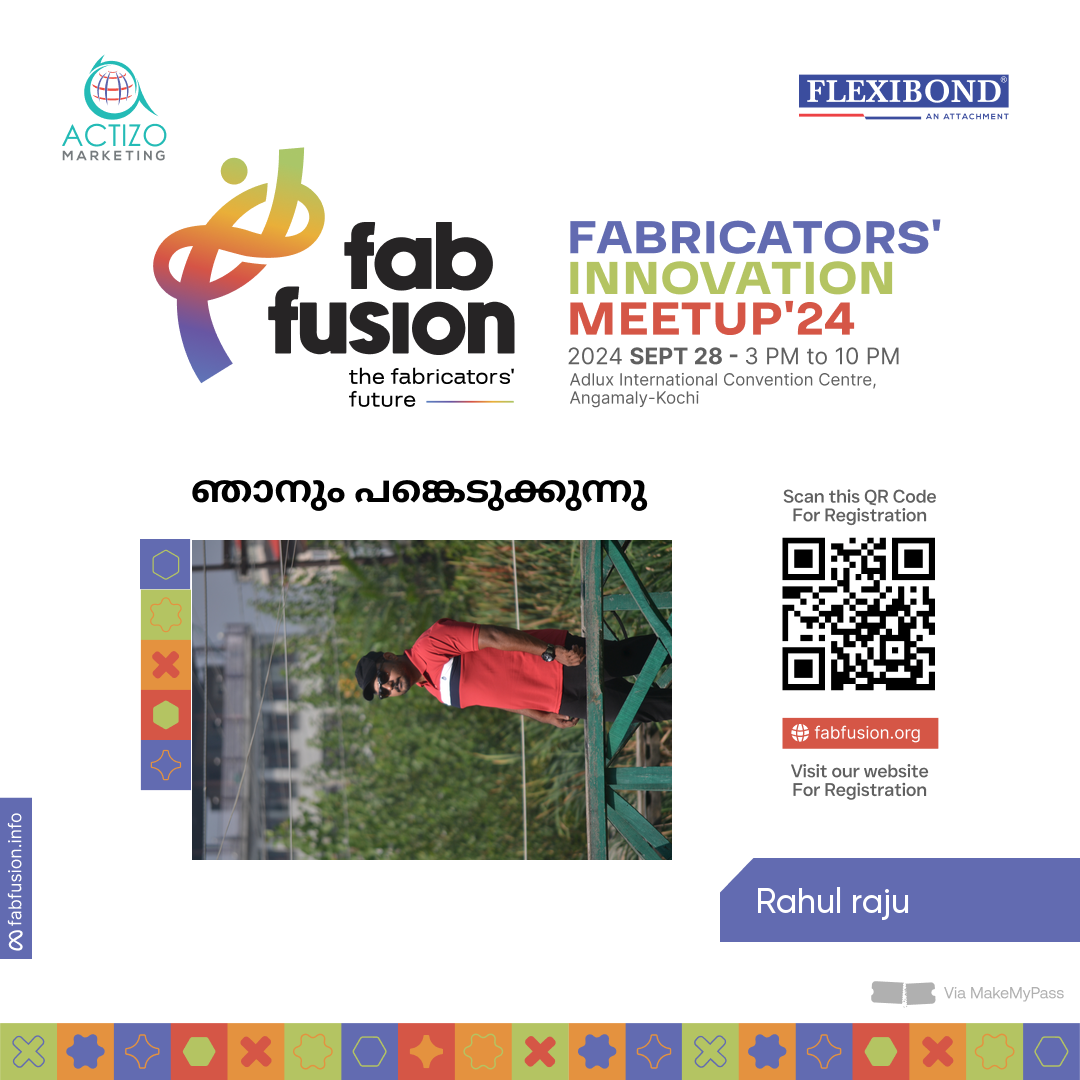 ACTIZO
MARKETING
FLEXIBOND®
AN ATTACHMENT
fab
fusion
the fabricators'
future
FABRICATORS'
INNOVATION
MEETUP'24
2024 SEPT 28 - 3 PM to 10 PM
Adlux International Convention Centre,
Angamaly-Kochi
ഞാനും പങ്കെടുക്കുന്നു
Scan this QR Code
For Registration
fabfusion.org
Visit our website
For Registration
fabfusion.info
Rahul raju
Via MakeMyPass